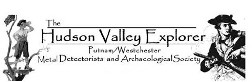 The
Hudson Valley Explorer
Putnam/Westchester
Metal Detectorists and Archaeological Society